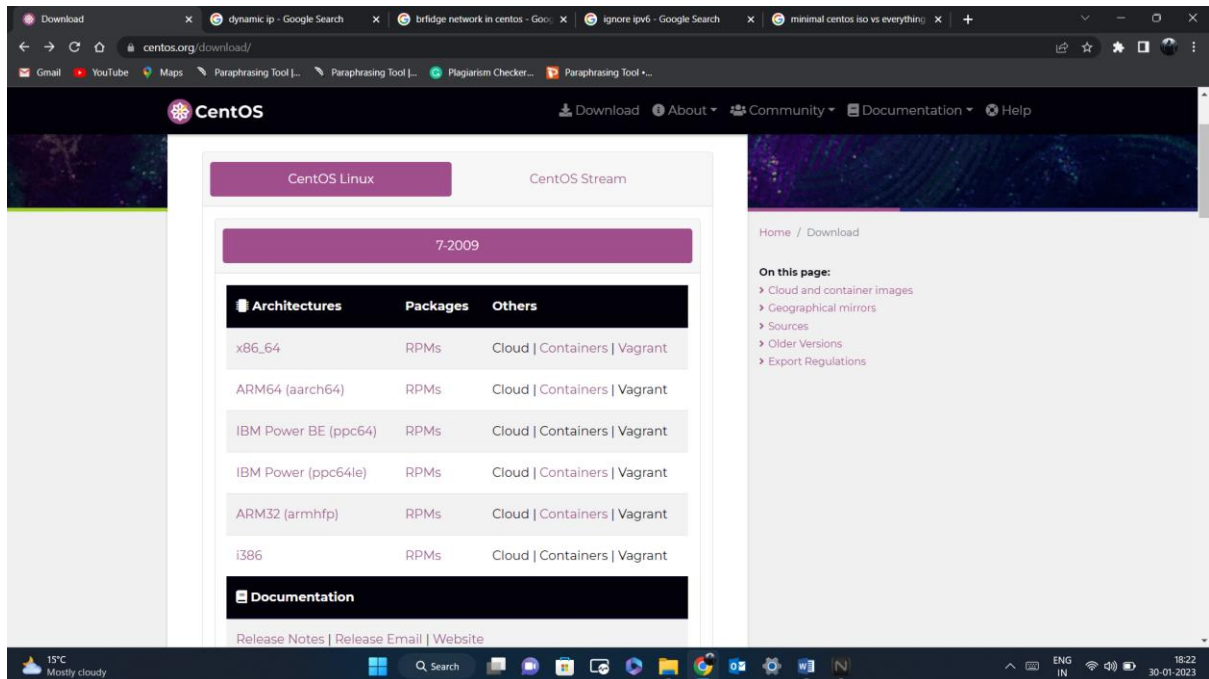 Download
dynamic ip - Google Search
brfidge network in centos - Goog
ignore ipv6 - Google Search
minimal centos iso vs everything
centos.org/download/
Gmail YouTube Maps Paraphrasing Tool |... Paraphrasing Tool |... Plagiarism Checker... Paraphrasing Tool •...
CentOS
Download About Community Documentation Help
CentOS Linux CentOS Stream
7-2009
Architectures Packages Others
x86_64 RPMs Cloud | Containers | Vagrant
ARM64 (aarch64) RPMs Cloud | Containers | Vagrant
IBM Power BE (ppc64) RPMs Cloud | Containers | Vagrant
IBM Power (ppc64le) RPMs Cloud | Containers | Vagrant
ARM32 (armhfp) RPMs Cloud | Containers | Vagrant
i386 RPMs Cloud | Containers | Vagrant
Documentation
Release Notes | Release Email | Website
Home / Download
On this page:
Cloud and container images
Geographical mirrors
Sources
Older Versions
Export Regulations
15°C
Mostly cloudy
Search
ENG
IN
18:22
30-01-2023